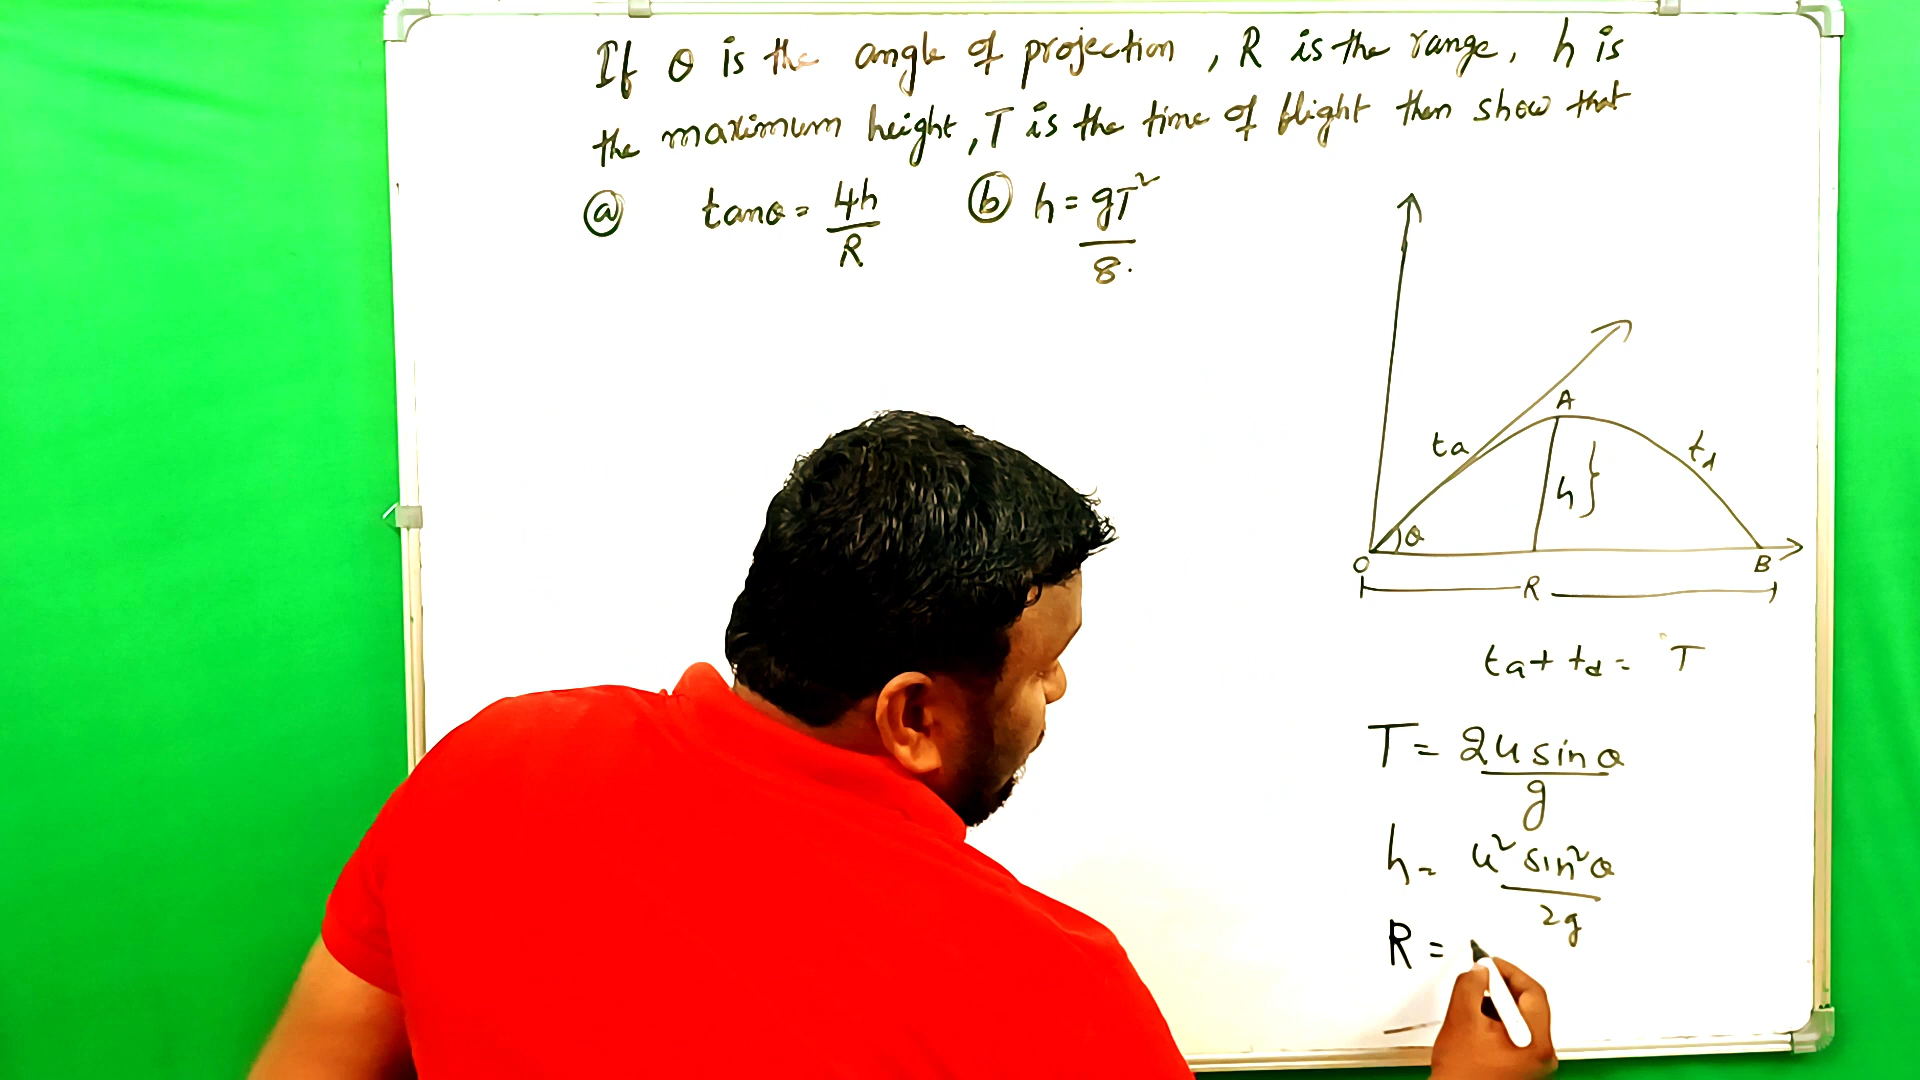 If θ is the angle of projection, R is the range, h is
the maximum height, T is the time of flight then show that
ⓐ tanθ = 4h/R ⓑ h = gT²/8.
A
ta
td
h
θ
O
B
R
ta + td = T
T = 2u sinθ/g
h = u² sin²θ/2g
R =